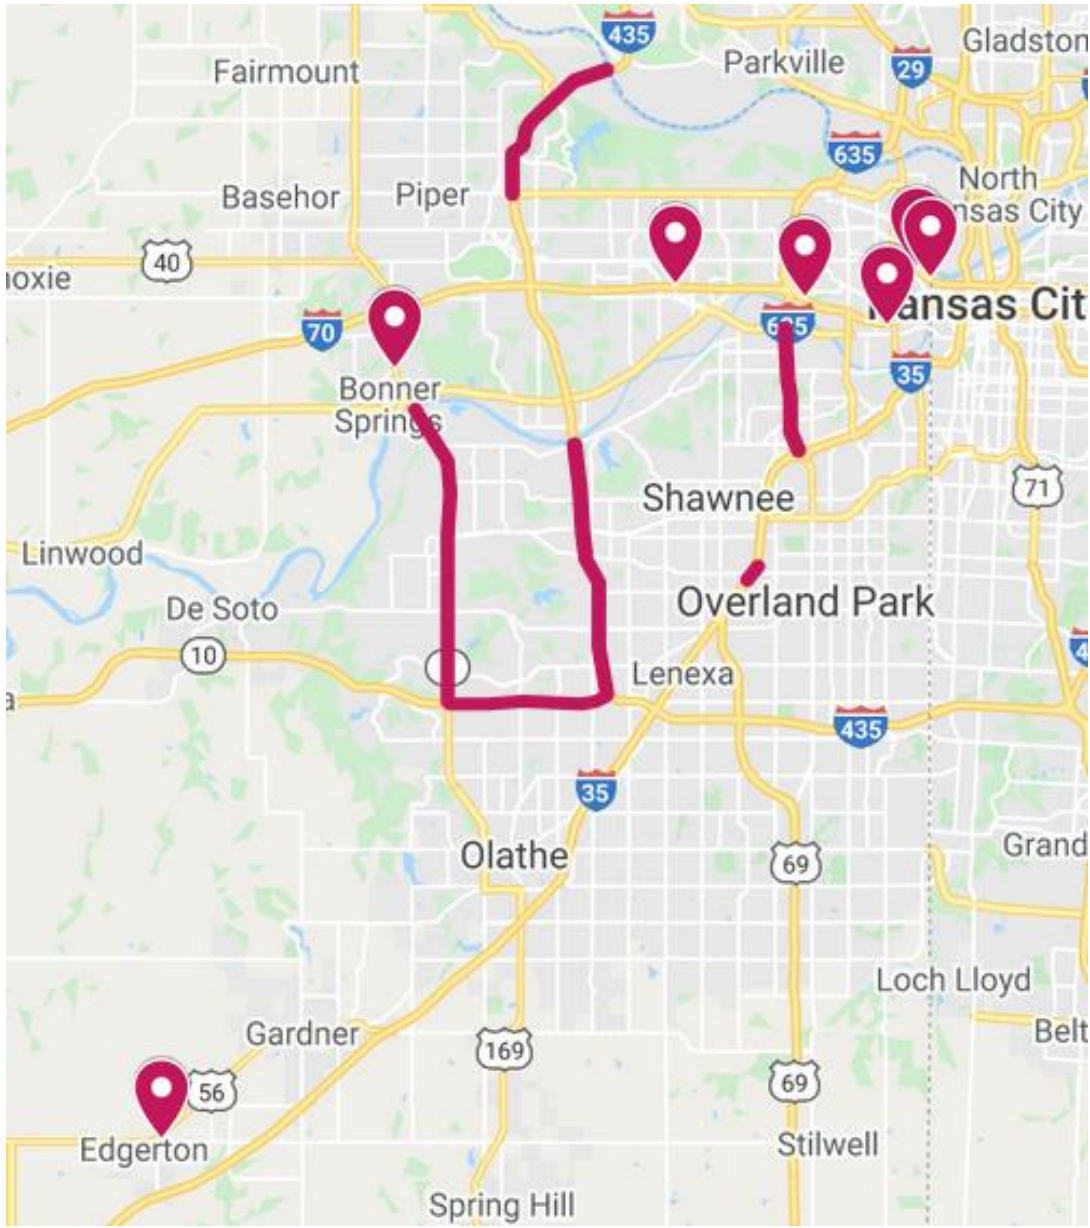 435
Parkville
Gladston
Fairmount
29
635
Basehor
Piper
North
nsas City
40
oxie
70
635
Kansas Cit
35
Bonner
Springs
Shawnee
71
Linwood
De Soto
Overland Park
10
Lenexa
4
a
435
35
Olathe
69
Grand
Loch Lloyd
Gardner
169
Belt
56
69
Edgerton
Stilwell
Spring Hill